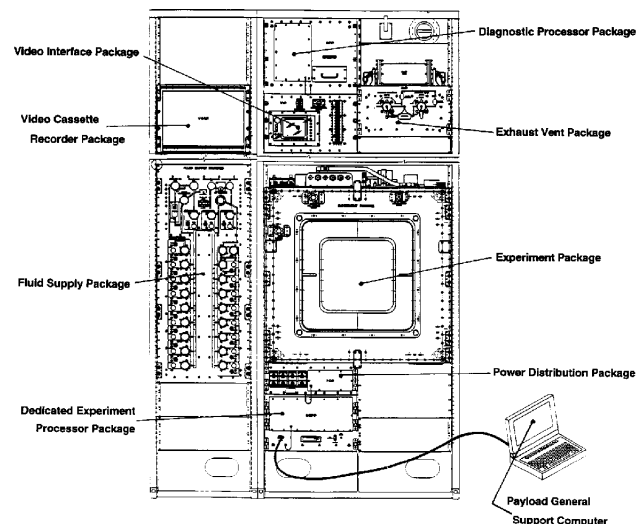 Diagnostic Processor Package
Video Interface Package
Video Cassette
Recorder Package
Exhaust Vent Package
Fluid Supply Package
Experiment Package
Power Distribution Package
Dedicated Experiment
Processor Package
Payload General
Support Computer